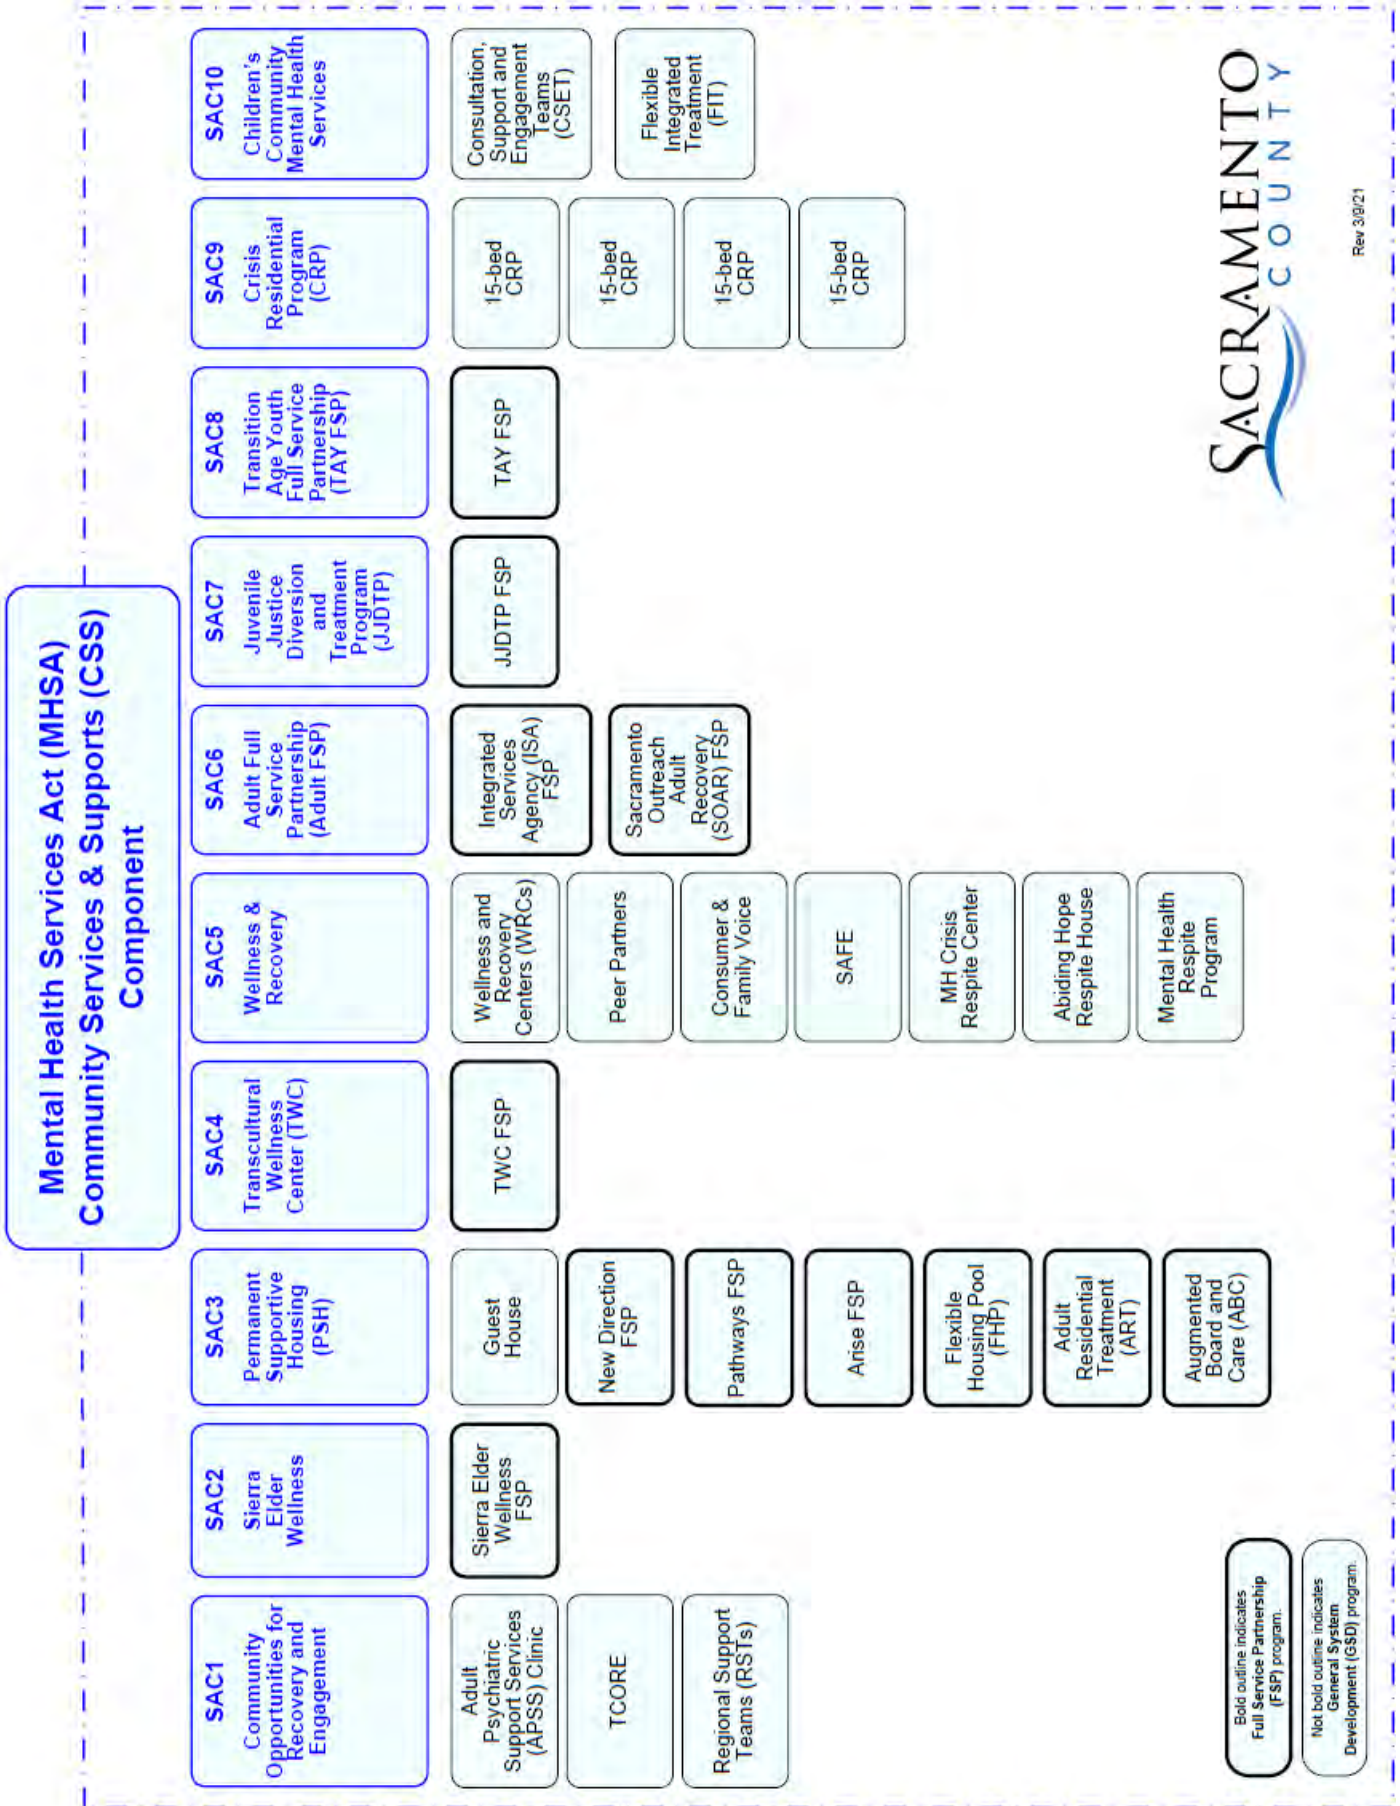 Mental Health Services Act (MHSA)
Community Services & Supports (CSS)
Component
SAC1
Community
Opportunities for
Recovery and
Engagement
Adult
Psychiatric
Support Services
(APSS) Clinic
TCORE
Regional Support
Teams (RSTs)
SAC2
Sierra
Elder
Wellness
Sierra Elder
Wellness
FSP
SAC3
Permanent
Supportive
Housing
(PSH)
Guest
House
New Direction
FSP
Pathways FSP
Arise FSP
Flexible
Housing Pool
(FHP)
Adult
Residential
Treatment
(ART)
Augmented
Board and
Care (ABC)
SAC4
Transcultural
Wellness
Center (TWC)
TWC FSP
SAC5
Wellness &
Recovery
Wellness and
Recovery
Centers (WRCs)
Peer Partners
Consumer &
Family Voice
SAFE
MH Crisis
Respite Center
Abiding Hope
Respite House
Mental Health
Respite
Program
SAC6
Adult Full
Service
Partnership
(Adult FSP)
Integrated
Services
Agency (ISA)
FSP
Sacramento
Outreach
Adult
Recovery
(SOAR) FSP
SAC7
Juvenile
Justice
Diversion
and
Treatment
Program
(JJDTP)
JJDTP FSP
SAC8
Transition
Age Youth
Full Service
Partnership
(TAY FSP)
TAY FSP
SAC9
Crisis
Residential
Program
(CRP)
15-bed
CRP
15-bed
CRP
15-bed
CRP
15-bed
CRP
SAC10
Children's
Community
Mental Health
Services
Consultation,
Support and
Engagement
Teams
(CSET)
Flexible
Integrated
Treatment
(FIT)
Bold outline indicates
Full Service Partnership
(FSP) program.
Not bold outline indicates
General System
Development (GSD) program.
SACRAMENTO
COUNTY
Rev 3/9/21